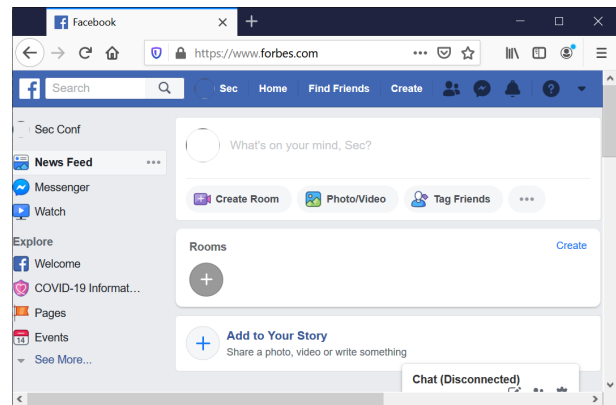 Facebook
https://www.forbes.com
Search
Sec
Home
Find Friends
Create
Sec Conf
What's on your mind, Sec?
News Feed
Messenger
Watch
Create Room
Photo/Video
Tag Friends
Explore
Rooms
Create
Welcome
COVID-19 Informat...
Pages
Events
14
See More...
Add to Your Story
Share a photo, video or write something
Chat (Disconnected)